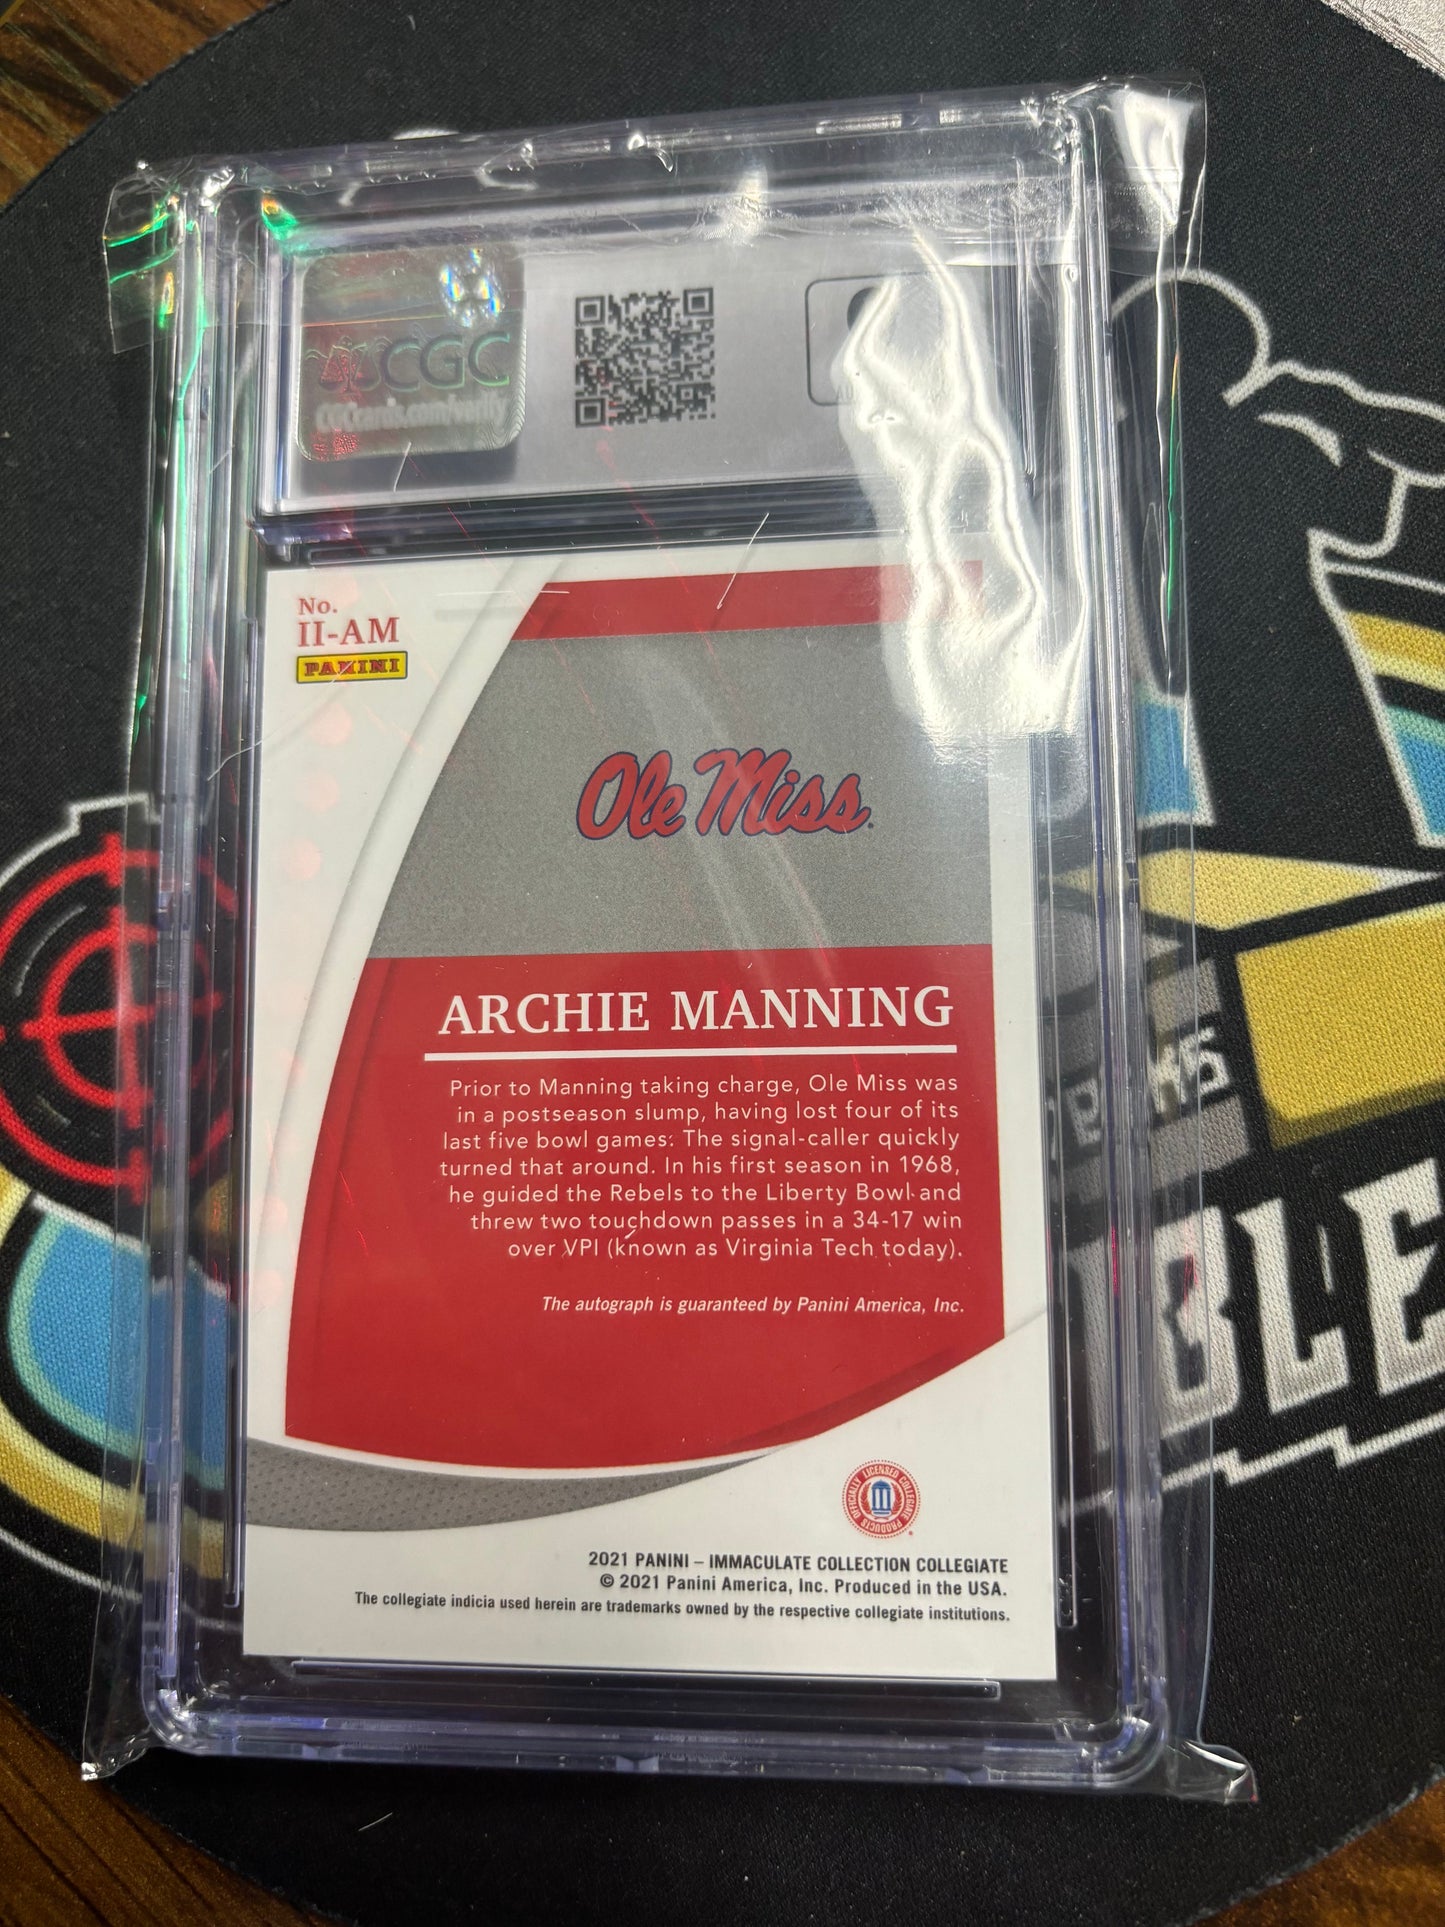 CGC
CGCcards.com/verify
No.
II-AM
PANINI
Ole Miss
ARCHIE MANNING
Prior to Manning taking charge, Ole Miss was
in a postseason slump, having lost four of its
last five bowl games. The signal-caller quickly
turned that around. In his first season in 1968,
he guided the Rebels to the Liberty Bowl and
threw two touchdown passes in a 34-17 win
over VPI (known as Virginia Tech today).
The autograph is guaranteed by Panini America, Inc.
OFFICIALLY LICENSED COLLEGIATE PRODUCTS
2021 PANINI – IMMACULATE COLLECTION COLLEGIATE
© 2021 Panini America, Inc. Produced in the USA.
The collegiate indicia used herein are trademarks owned by the respective collegiate institutions.
BLE